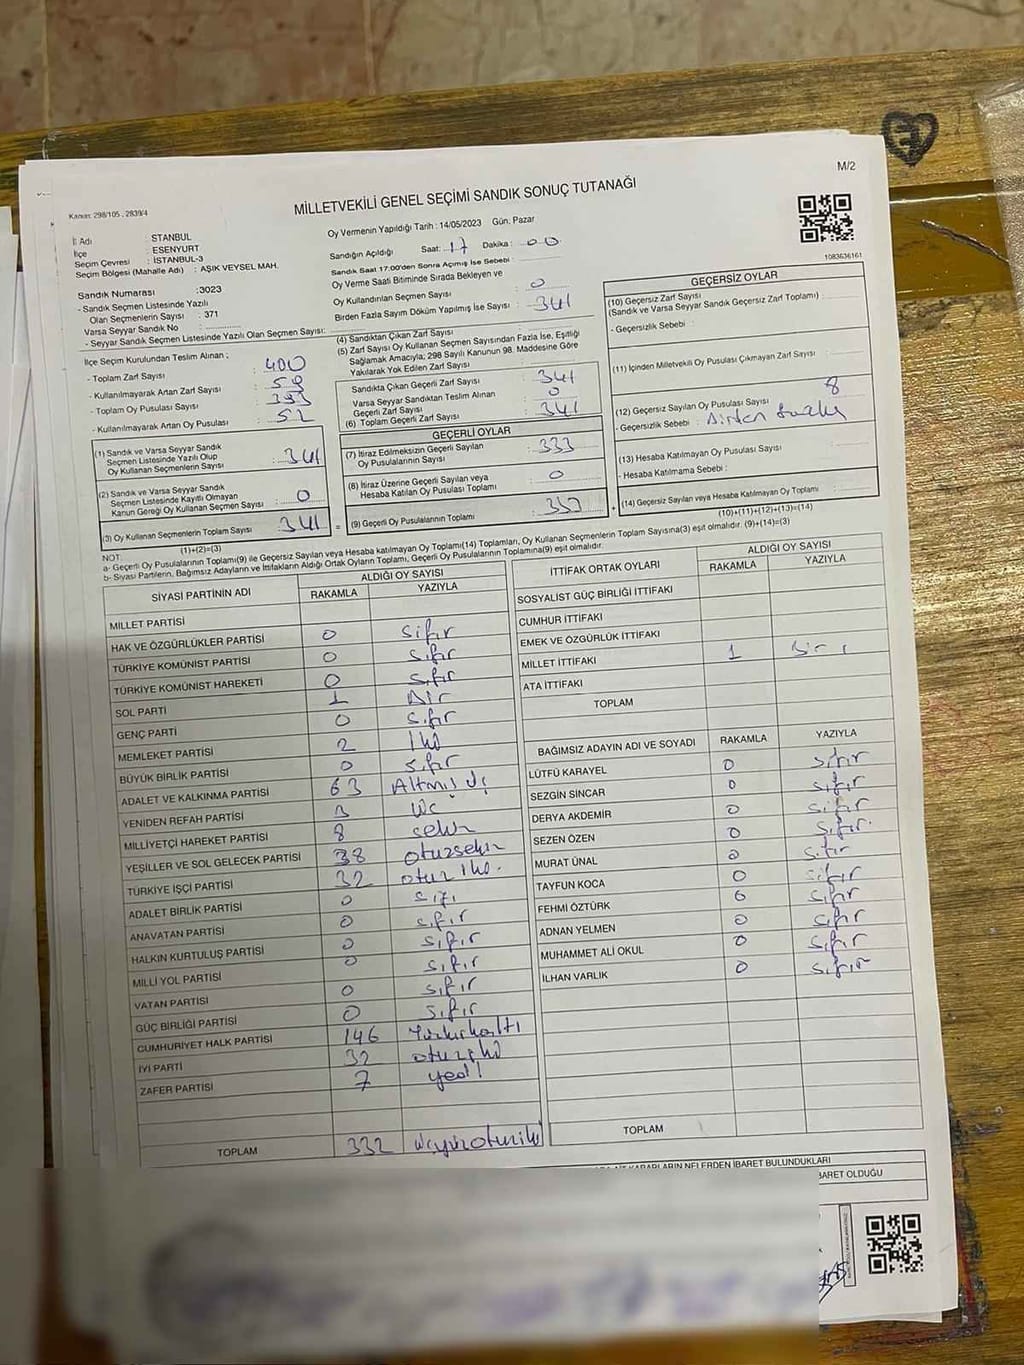 M/2
Kanun: 298/105 , 2839/4
MİLLETVEKİLİ GENEL SEÇİMİ SANDIK SONUÇ TUTANAĞI
Oy Vermenin Yapıldığı Tarih : 14/05/2023 Gün: Pazar
İl Adı : STANBUL
İlçe : ESENYURT
Seçim Çevresi : İSTANBUL-3
Seçim Bölgesi (Mahalle Adı) : AŞIK VEYSEL MAH.
Sandık Numarası :3023
- Sandık Seçmen Listesinde Yazılı
Olan Seçmenlerin Sayısı : 371
Varsa Seyyar Sandık No :
- Seyyar Sandık Seçmen Listesinde Yazılı Olan Seçmen Sayısı:
Sandığın Açıldığı Saat: 17 Dakika : 00
Sandık Saat 17:00'den Sonra Açılmış İse Sebebi :
Oy Verme Saati Bitiminde Sırada Bekleyen ve
Oy Kullandırılan Seçmen Sayısı : 0
Birden Fazla Sayım Döküm Yapılmış İse Sayısı :
1083636161
İlçe Seçim Kurulundan Teslim Alınan ;
- Toplam Zarf Sayısı : 400
- Kullanılmayarak Artan Zarf Sayısı : 59
- Toplam Oy Pusulası Sayısı : 393
- Kullanılmayarak Artan Oy Pusulası : 52
(1) Sandık ve Varsa Seyyar Sandık
Seçmen Listesinde Yazılı Olup
Oy Kullanan Seçmenlerin Sayısı : 341
(2) Sandık ve Varsa Seyyar Sandık
Seçmen Listesinde Kayıtlı Olmayan
Kanun Gereği Oy Kullanan Seçmen Sayısı : 0
(3) Oy Kullanan Seçmenlerin Toplam Sayısı : 341
(1)+(2)=(3)
(4) Sandıktan Çıkan Zarf Sayısı : 341
(5) Zarf Sayısı Oy Kullanan Seçmen Sayısından Fazla İse, Eşitliği
Sağlamak Amacıyla; 298 Sayılı Kanunun 98. Maddesine Göre
Yakılarak Yok Edilen Zarf Sayısı :
Sandıkta Çıkan Geçerli Zarf Sayısı : 341
Varsa Seyyar Sandıktan Teslim Alınan
Geçerli Zarf Sayısı : 0
(6) Toplam Geçerli Zarf Sayısı : 341
GEÇERLİ OYLAR
(7) İtiraz Edilmeksizin Geçerli Sayılan
Oy Pusulalarının Sayısı : 333
(8) İtiraz Üzerine Geçerli Sayılan veya
Hesaba Katılan Oy Pusulası Toplamı : 0
= (9) Geçerli Oy Pusulalarının Toplamı : 333 +
GEÇERSİZ OYLAR
(10) Geçersiz Zarf Sayısı
(Sandık ve Varsa Seyyar Sandık Geçersiz Zarf Toplamı) :
- Geçersizlik Sebebi :
(11) İçinden Milletvekili Oy Pusulası Çıkmayan Zarf Sayısı :
(12) Geçersiz Sayılan Oy Pusulası Sayısı : 8
- Geçersizlik Sebebi :
(13) Hesaba Katılmayan Oy Pusulası Sayısı :
- Hesaba Katılmama Sebebi :
(14) Geçersiz Sayılan veya Hesaba Katılmayan Oy Toplamı :
(10)+(11)+(12)+(13)=(14)
NOT:
a- Geçerli Oy Pusulalarının Toplamı(9) ile Geçersiz Sayılan veya Hesaba katılmayan Oy Toplamı(14) Toplamları, Oy Kullanan Seçmenlerin Toplam Sayısına(3) eşit olmalıdır. (9)+(14)=(3)
b- Siyasi Partilerin, Bağımsız Adayların ve İttifakların Aldığı Ortak Oyların Toplamı, Geçerli Oy Pusulalarının Toplamına(9) eşit olmalıdır.
SİYASİ PARTİNİN ADI ALDIĞI OY SAYISI
RAKAMLA YAZIYLA
MİLLET PARTİSİ
HAK VE ÖZGÜRLÜKLER PARTİSİ 0 sıfır
TÜRKİYE KOMÜNİST PARTİSİ 0 sıfır
TÜRKİYE KOMÜNİST HAREKETİ 0 sıfır
SOL PARTİ 1 Bir
GENÇ PARTİ 0 sıfır
MEMLEKET PARTİSİ 2 iki
BÜYÜK BİRLİK PARTİSİ 0 sıfır
ADALET VE KALKINMA PARTİSİ 63 Altmış üç
YENİDEN REFAH PARTİSİ 3 üç
MİLLİYETÇİ HAREKET PARTİSİ 8 sekiz
YEŞİLLER VE SOL GELECEK PARTİSİ 38 otuzsekiz
TÜRKİYE İŞÇİ PARTİSİ 32 otuz iki.
ADALET BİRLİK PARTİSİ 0
ANAVATAN PARTİSİ 0 sıfır
HALKIN KURTULUŞ PARTİSİ 0 sıfır
MİLLİ YOL PARTİSİ 0 sıfır
VATAN PARTİSİ 0 sıfır
GÜÇ BİRLİĞİ PARTİSİ 0 sıfır
CUMHURİYET HALK PARTİSİ 146 Yüzkırkaltı
İYİ PARTİ 32 otuziki
ZAFER PARTİSİ 7 yedi
TOPLAM 332 üçyüzotuziki
İTTİFAK ORTAK OYLARI ALDIĞI OY SAYISI
RAKAMLA YAZIYLA
SOSYALİST GÜÇ BİRLİĞİ İTTİFAKI
CUMHUR İTTİFAKI
EMEK VE ÖZGÜRLÜK İTTİFAKI
MİLLET İTTİFAKI 1 Bir
ATA İTTİFAKI
TOPLAM
BAĞIMSIZ ADAYIN ADI VE SOYADI RAKAMLA YAZIYLA
LÜTFÜ KARAYEL 0 sıfır
SEZGİN SİNCAR 0 sıfır
DERYA AKDEMİR 0 sıfır
SEZEN ÖZEN 0 sıfır
MURAT ÜNAL 0 sıfır
TAYFUN KOCA 0 sıfır
FEHMİ ÖZTÜRK 0 sıfır
ADNAN YELMEN 0 sıfır
MUHAMMET ALİ OKUL 0 sıfır
İLHAN VARLIK 0 sıfır
TOPLAM
KARARLARIN NELERDEN İBARET BULUNDUKLARI
BARET OLDUĞU